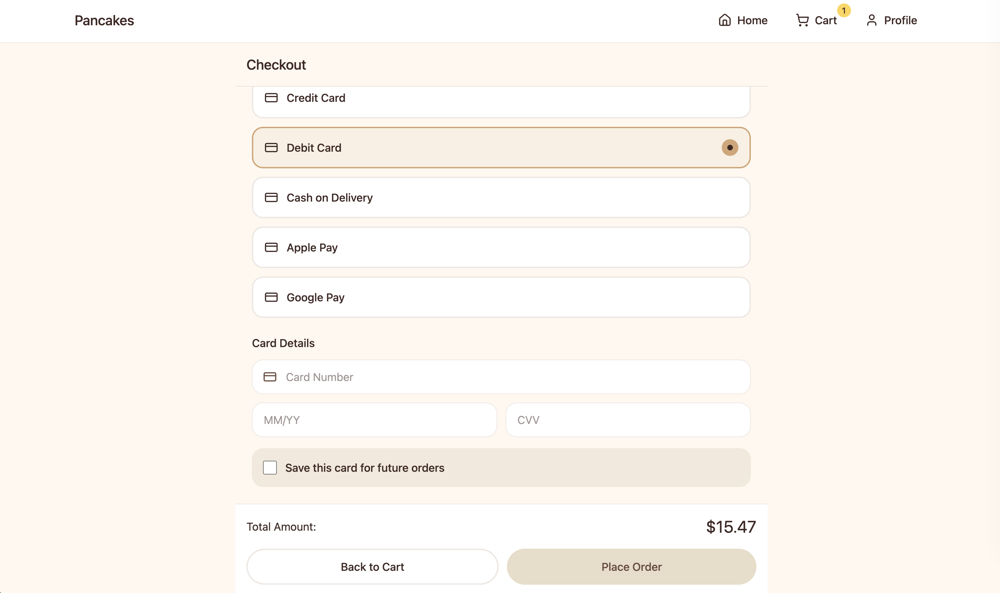 Pancakes
Home
Cart
1
Profile
Checkout
Credit Card
Debit Card
Cash on Delivery
Apple Pay
Google Pay
Card Details
Card Number
MM/YY
CVV
Save this card for future orders
Total Amount:
$15.47
Back to Cart
Place Order